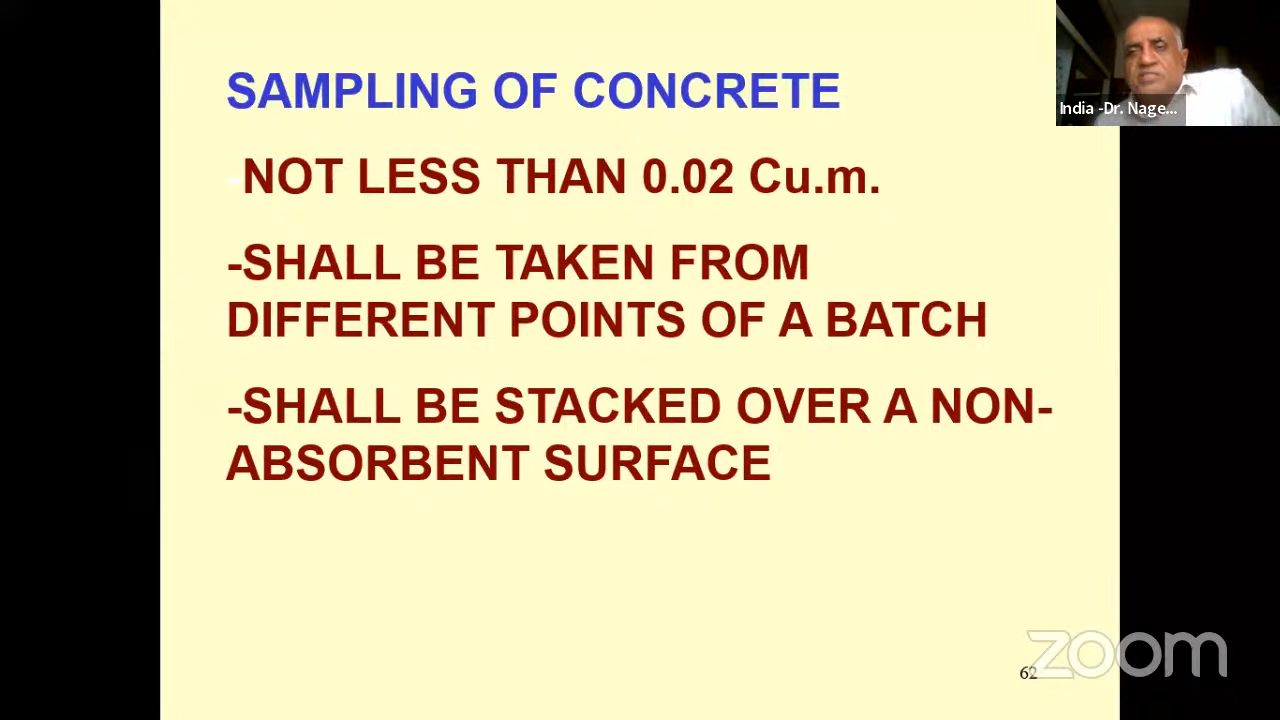 SAMPLING OF CONCRETE
-NOT LESS THAN 0.02 Cu.m.
-SHALL BE TAKEN FROM
DIFFERENT POINTS OF A BATCH
-SHALL BE STACKED OVER A NON-
ABSORBENT SURFACE
India -Dr. Nage...
62
zoom